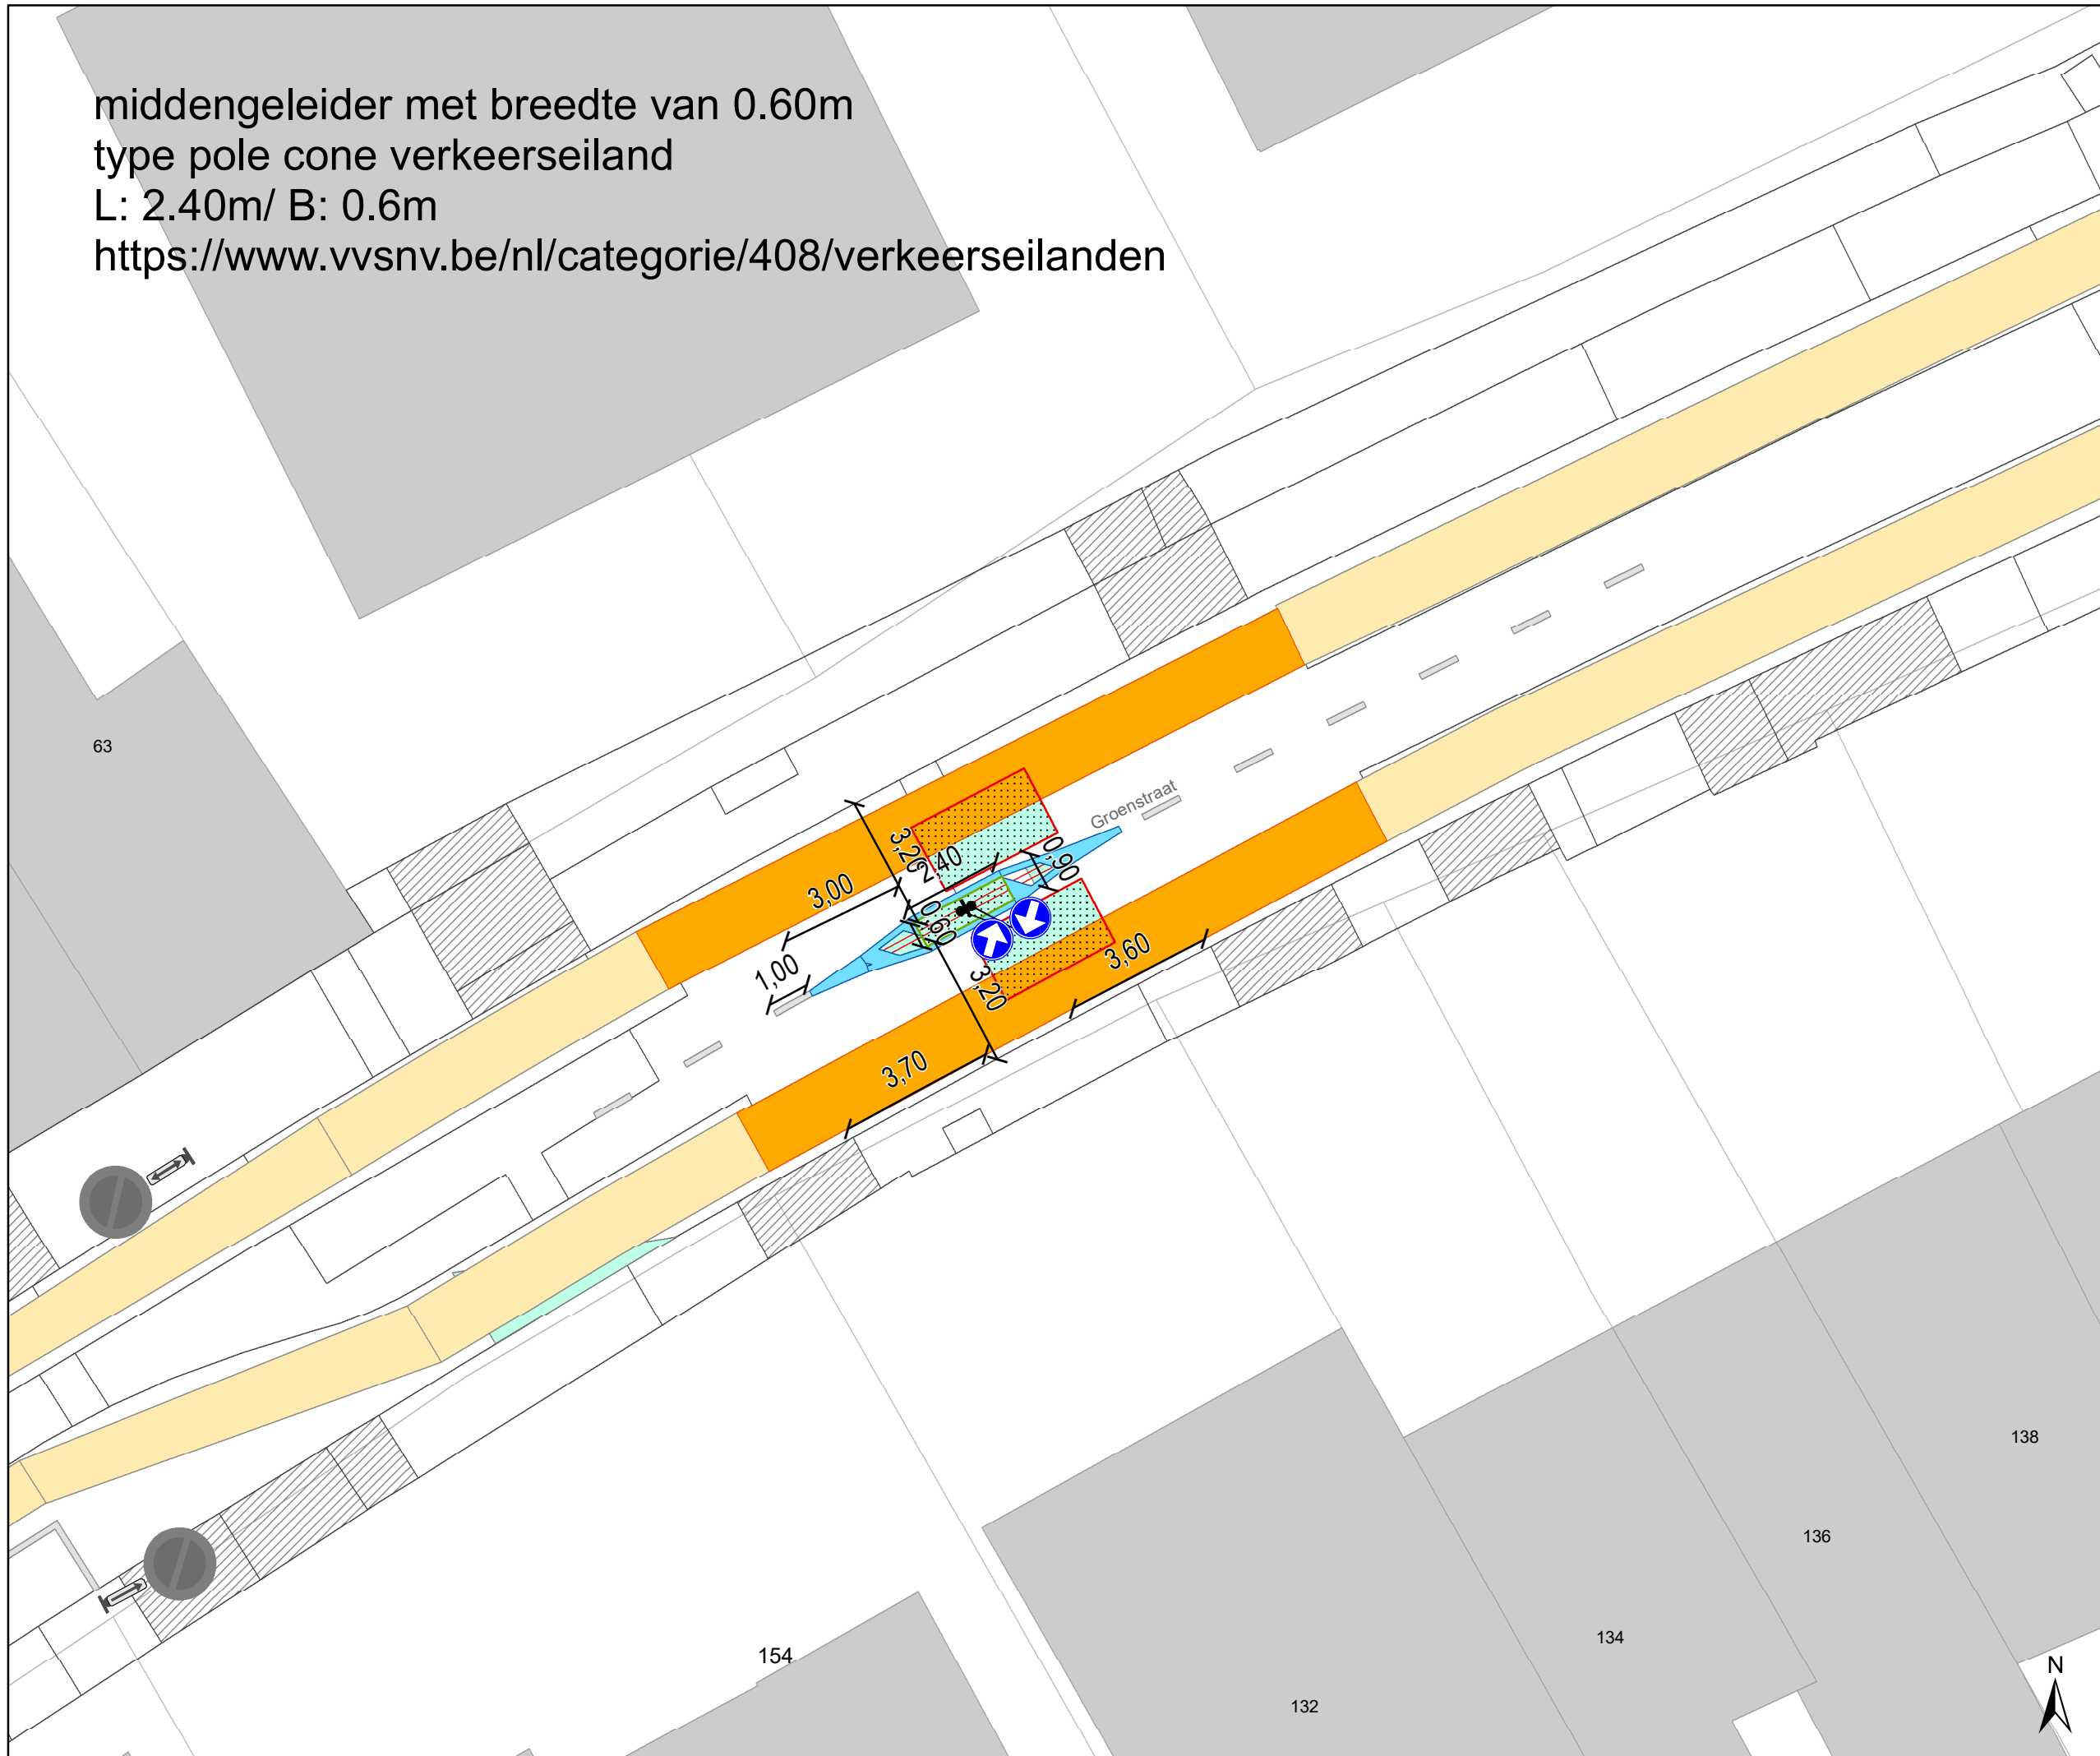 middengeleider met breedte van 0.60m
type pole cone verkeerseiland
L: 2.40m/ B: 0.6m
https://www.vvsnv.be/nl/categorie/408/verkeerseilanden
63
Groenstraat
3,20
2,40
0,90
3,00
0,60
1,00
3,20
3,60
3,70
138
136
134
154
132
N